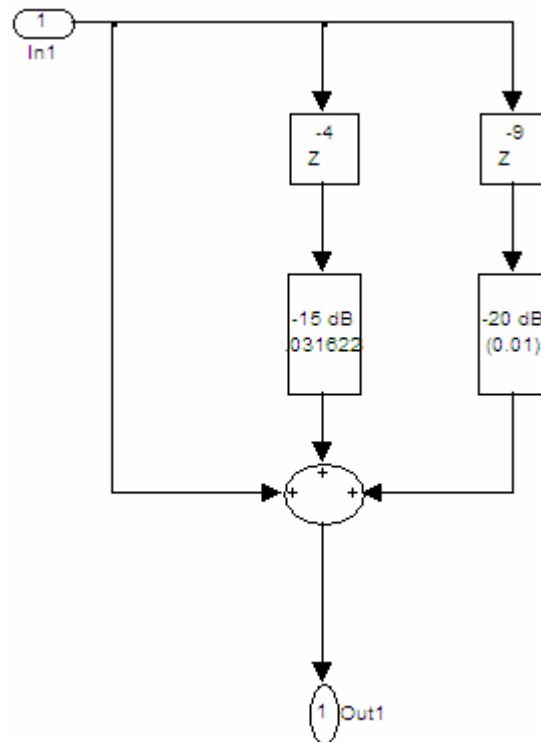 1
In1
-4
Z
-9
Z
-15 dB
.031622
-20 dB
(0.01)
+
+
+
1
Out1